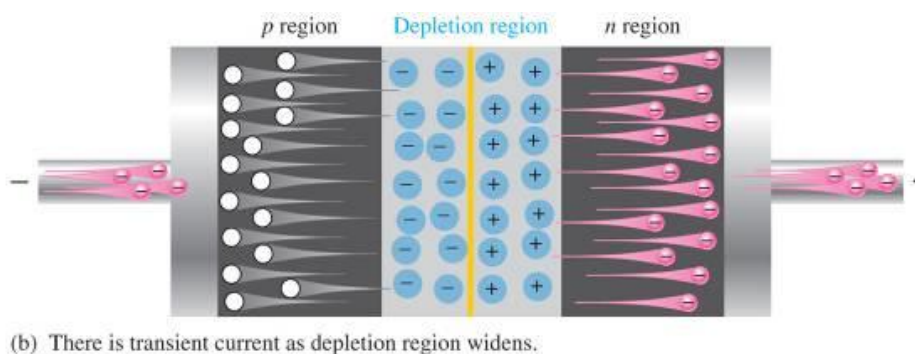 p region
Depletion region
n region
(b) There is transient current as depletion region widens.